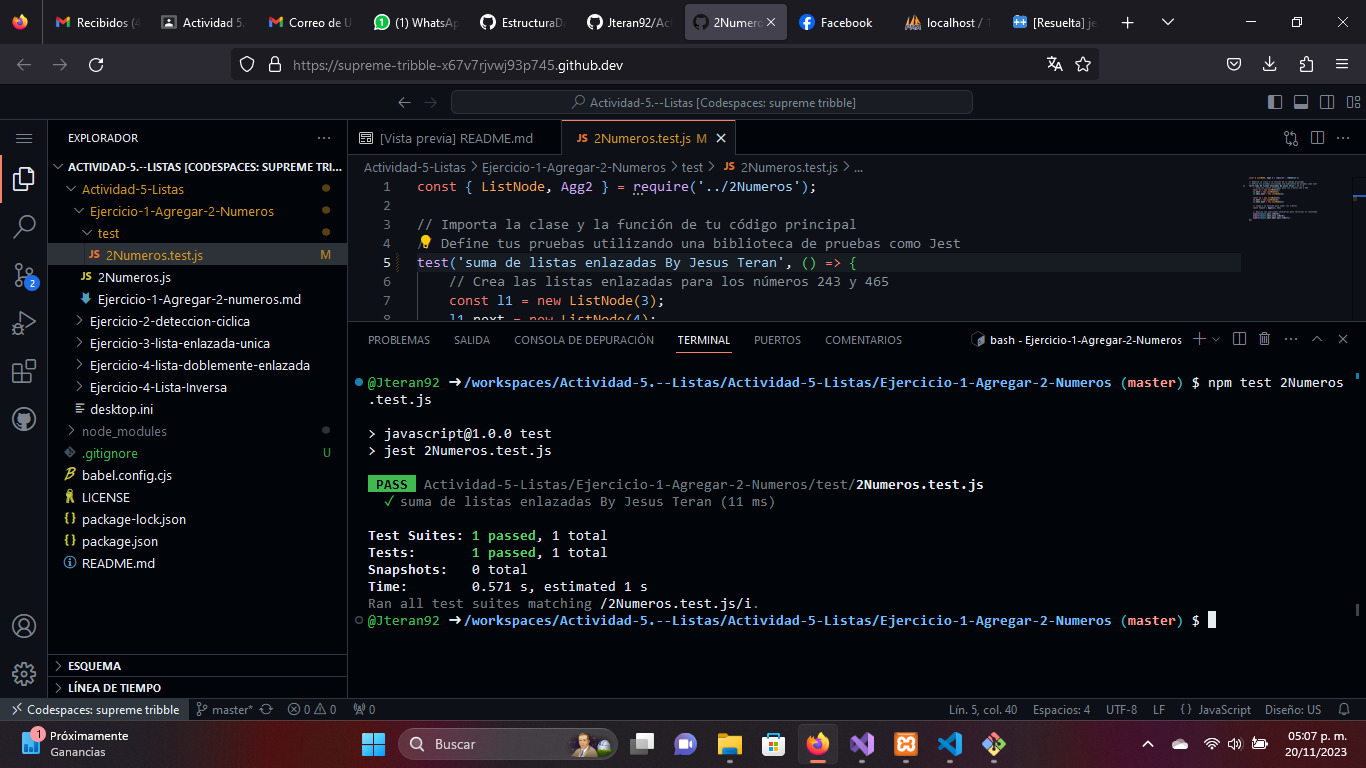 Recibidos (4
Actividad 5.
Correo de U
(1) WhatsAp
EstructuraDa
Jteran92/Act
2Numero
Facebook
localhost / 1
[Resuelta] je
https://supreme-tribble-x67v7rjvwj93p745.github.dev
Actividad-5.--Listas [Codespaces: supreme tribble]
EXPLORADOR
[Vista previa] README.md
JS 2Numeros.test.js M
ACTIVIDAD-5.--LISTAS [CODESPACES: SUPREME TRI...
Actividad-5-Listas
Ejercicio-1-Agregar-2-Numeros
test
JS 2Numeros.test.js M
JS 2Numeros.js
Ejercicio-1-Agregar-2-numeros.md
Ejercicio-2-deteccion-ciclica
Ejercicio-3-lista-enlazada-unica
Ejercicio-4-lista-doblemente-enlazada
Ejercicio-4-Lista-Inversa
desktop.ini
node_modules
.gitignore U
babel.config.cjs
LICENSE
package-lock.json
package.json
README.md
ESQUEMA
LÍNEA DE TIEMPO
2
Actividad-5-Listas > Ejercicio-1-Agregar-2-Numeros > test > JS 2Numeros.test.js > ...
1 const { ListNode, Agg2 } = require('../2Numeros');
2
3 // Importa la clase y la función de tu código principal
4 // Define tus pruebas utilizando una biblioteca de pruebas como Jest
5 test('suma de listas enlazadas By Jesus Teran', () => {
6 // Crea las listas enlazadas para los números 243 y 465
7 const l1 = new ListNode(3);
8 l1.next = new ListNode(4);
PROBLEMAS
SALIDA
CONSOLA DE DEPURACIÓN
TERMINAL
PUERTOS
COMENTARIOS
bash - Ejercicio-1-Agregar-2-Numeros
@Jteran92 ➜ /workspaces/Actividad-5.--Listas/Actividad-5-Listas/Ejercicio-1-Agregar-2-Numeros (master) $ npm test 2Numeros
.test.js
> javascript@1.0.0 test
> jest 2Numeros.test.js
PASS Actividad-5-Listas/Ejercicio-1-Agregar-2-Numeros/test/2Numeros.test.js
✓ suma de listas enlazadas By Jesus Teran (11 ms)
Test Suites: 1 passed, 1 total
Tests: 1 passed, 1 total
Snapshots: 0 total
Time: 0.571 s, estimated 1 s
Ran all test suites matching /2Numeros.test.js/i.
@Jteran92 ➜ /workspaces/Actividad-5.--Listas/Actividad-5-Listas/Ejercicio-1-Agregar-2-Numeros (master) $
Codespaces: supreme tribble
master*
0
0
0
Lín. 5, col. 40
Espacios: 4
UTF-8
LF
{ } JavaScript
Diseño: US
1
Próximamente
Ganancias
Buscar
05:07 p. m.
20/11/2023